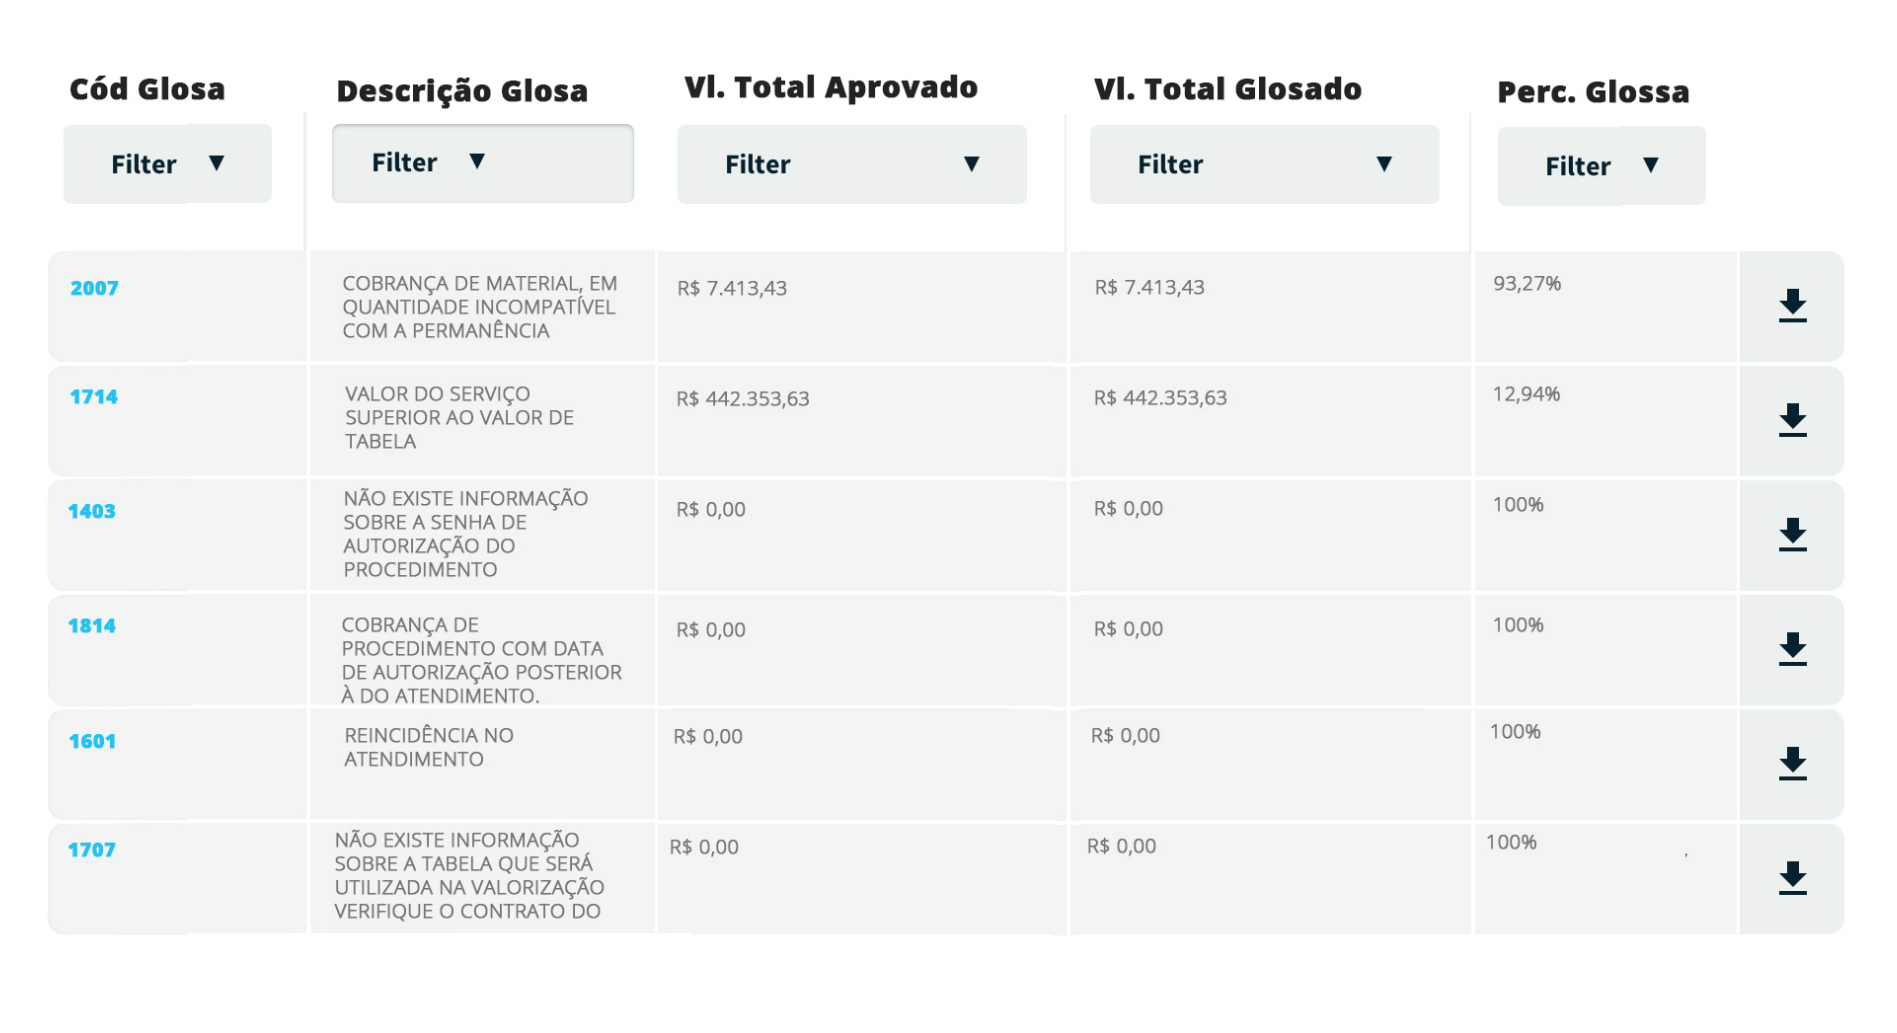 Cód Glosa
Descrição Glosa
Vl. Total Aprovado
Vl. Total Glosado
Perc. Glossa
Filter ▼
Filter ▼
Filter ▼
Filter ▼
Filter ▼
2007
COBRANÇA DE MATERIAL, EM
QUANTIDADE INCOMPATÍVEL
COM A PERMANÊNCIA
R$ 7.413,43
R$ 7.413,43
93,27%
1714
VALOR DO SERVIÇO
SUPERIOR AO VALOR DE
TABELA
R$ 442.353,63
R$ 442.353,63
12,94%
1403
NÃO EXISTE INFORMAÇÃO
SOBRE A SENHA DE
AUTORIZAÇÃO DO
PROCEDIMENTO
R$ 0,00
R$ 0,00
100%
1814
COBRANÇA DE
PROCEDIMENTO COM DATA
DE AUTORIZAÇÃO POSTERIOR
À DO ATENDIMENTO.
R$ 0,00
R$ 0,00
100%
1601
REINCIDÊNCIA NO
ATENDIMENTO
R$ 0,00
R$ 0,00
100%
1707
NÃO EXISTE INFORMAÇÃO
SOBRE A TABELA QUE SERÁ
UTILIZADA NA VALORIZAÇÃO
VERIFIQUE O CONTRATO DO
R$ 0,00
R$ 0,00
100%